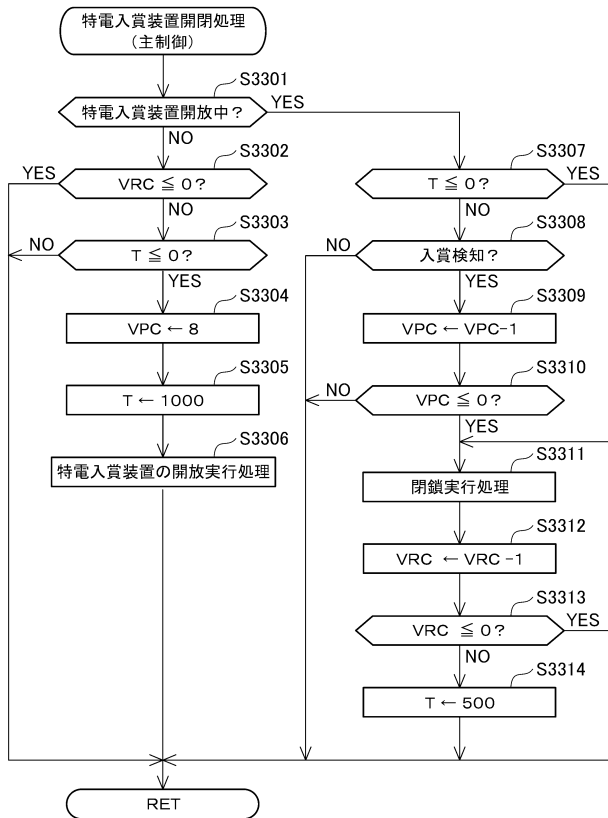 特電入賞装置開閉処理
(主制御)
S3301
特電入賞装置開放中？
YES
NO
S3302
YES
VRC ≦ 0？
NO
S3303
NO
T ≦ 0？
YES
S3304
VPC ← 8
S3305
T ← 1000
S3306
特電入賞装置の開放実行処理
S3307
T ≦ 0？
YES
NO
S3308
NO
入賞検知？
YES
S3309
VPC ← VPC-1
S3310
NO
VPC ≦ 0？
YES
S3311
閉鎖実行処理
S3312
VRC ← VRC-1
S3313
VRC ≦ 0？
YES
NO
S3314
T ← 500
RET